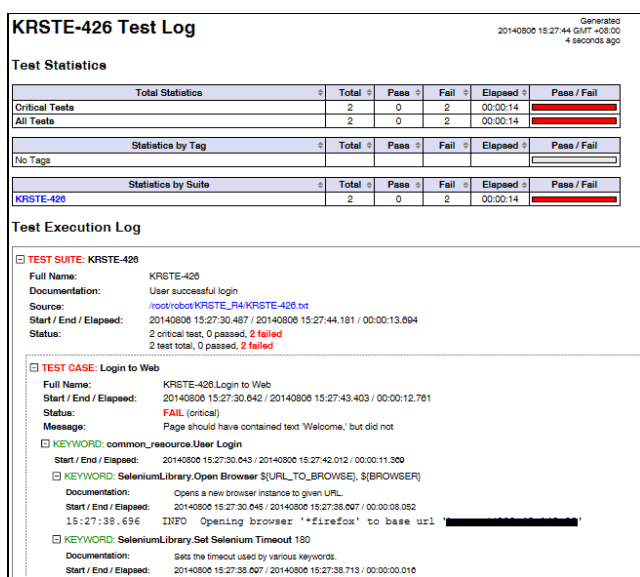 KRSTE-426 Test Log
Generated
20140806 15:27:44 GMT +08:00
4 seconds ago
Test Statistics
Total Statistics Total Pass Fail Elapsed Pass / Fail
Critical Tests 2 0 2 00:00:14
All Tests 2 0 2 00:00:14
Statistics by Tag Total Pass Fail Elapsed Pass / Fail
No Tags
Statistics by Suite Total Pass Fail Elapsed Pass / Fail
KRSTE-426 2 0 2 00:00:14
Test Execution Log
TEST SUITE: KRSTE-426
Full Name: KRSTE-426
Documentation: User successful login
Source: /root/robot/KRSTE_R4/KRSTE-426.txt
Start / End / Elapsed: 20140806 15:27:30.487 / 20140806 15:27:44.181 / 00:00:13.694
Status: 2 critical test, 0 passed, 2 failed
2 test total, 0 passed, 2 failed
TEST CASE: Login to Web
Full Name: KRSTE-426.Login to Web
Start / End / Elapsed: 20140806 15:27:30.642 / 20140806 15:27:43.403 / 00:00:12.761
Status: FAIL (critical)
Message: Page should have contained text 'Welcome,' but did not
KEYWORD: common_resource.User Login
Start / End / Elapsed: 20140806 15:27:30.643 / 20140806 15:27:42.012 / 00:00:11.369
KEYWORD: SeleniumLibrary.Open Browser ${URL_TO_BROWSE}, ${BROWSER}
Documentation: Opens a new browser instance to given URL.
Start / End / Elapsed: 20140806 15:27:30.645 / 20140806 15:27:38.697 / 00:00:08.052
15:27:38.696 INFO Opening browser '*firefox' to base url '
KEYWORD: SeleniumLibrary.Set Selenium Timeout 180
Documentation: Sets the timeout used by various keywords.
Start / End / Elapsed: 20140806 15:27:38.697 / 20140806 15:27:38.713 / 00:00:00.016